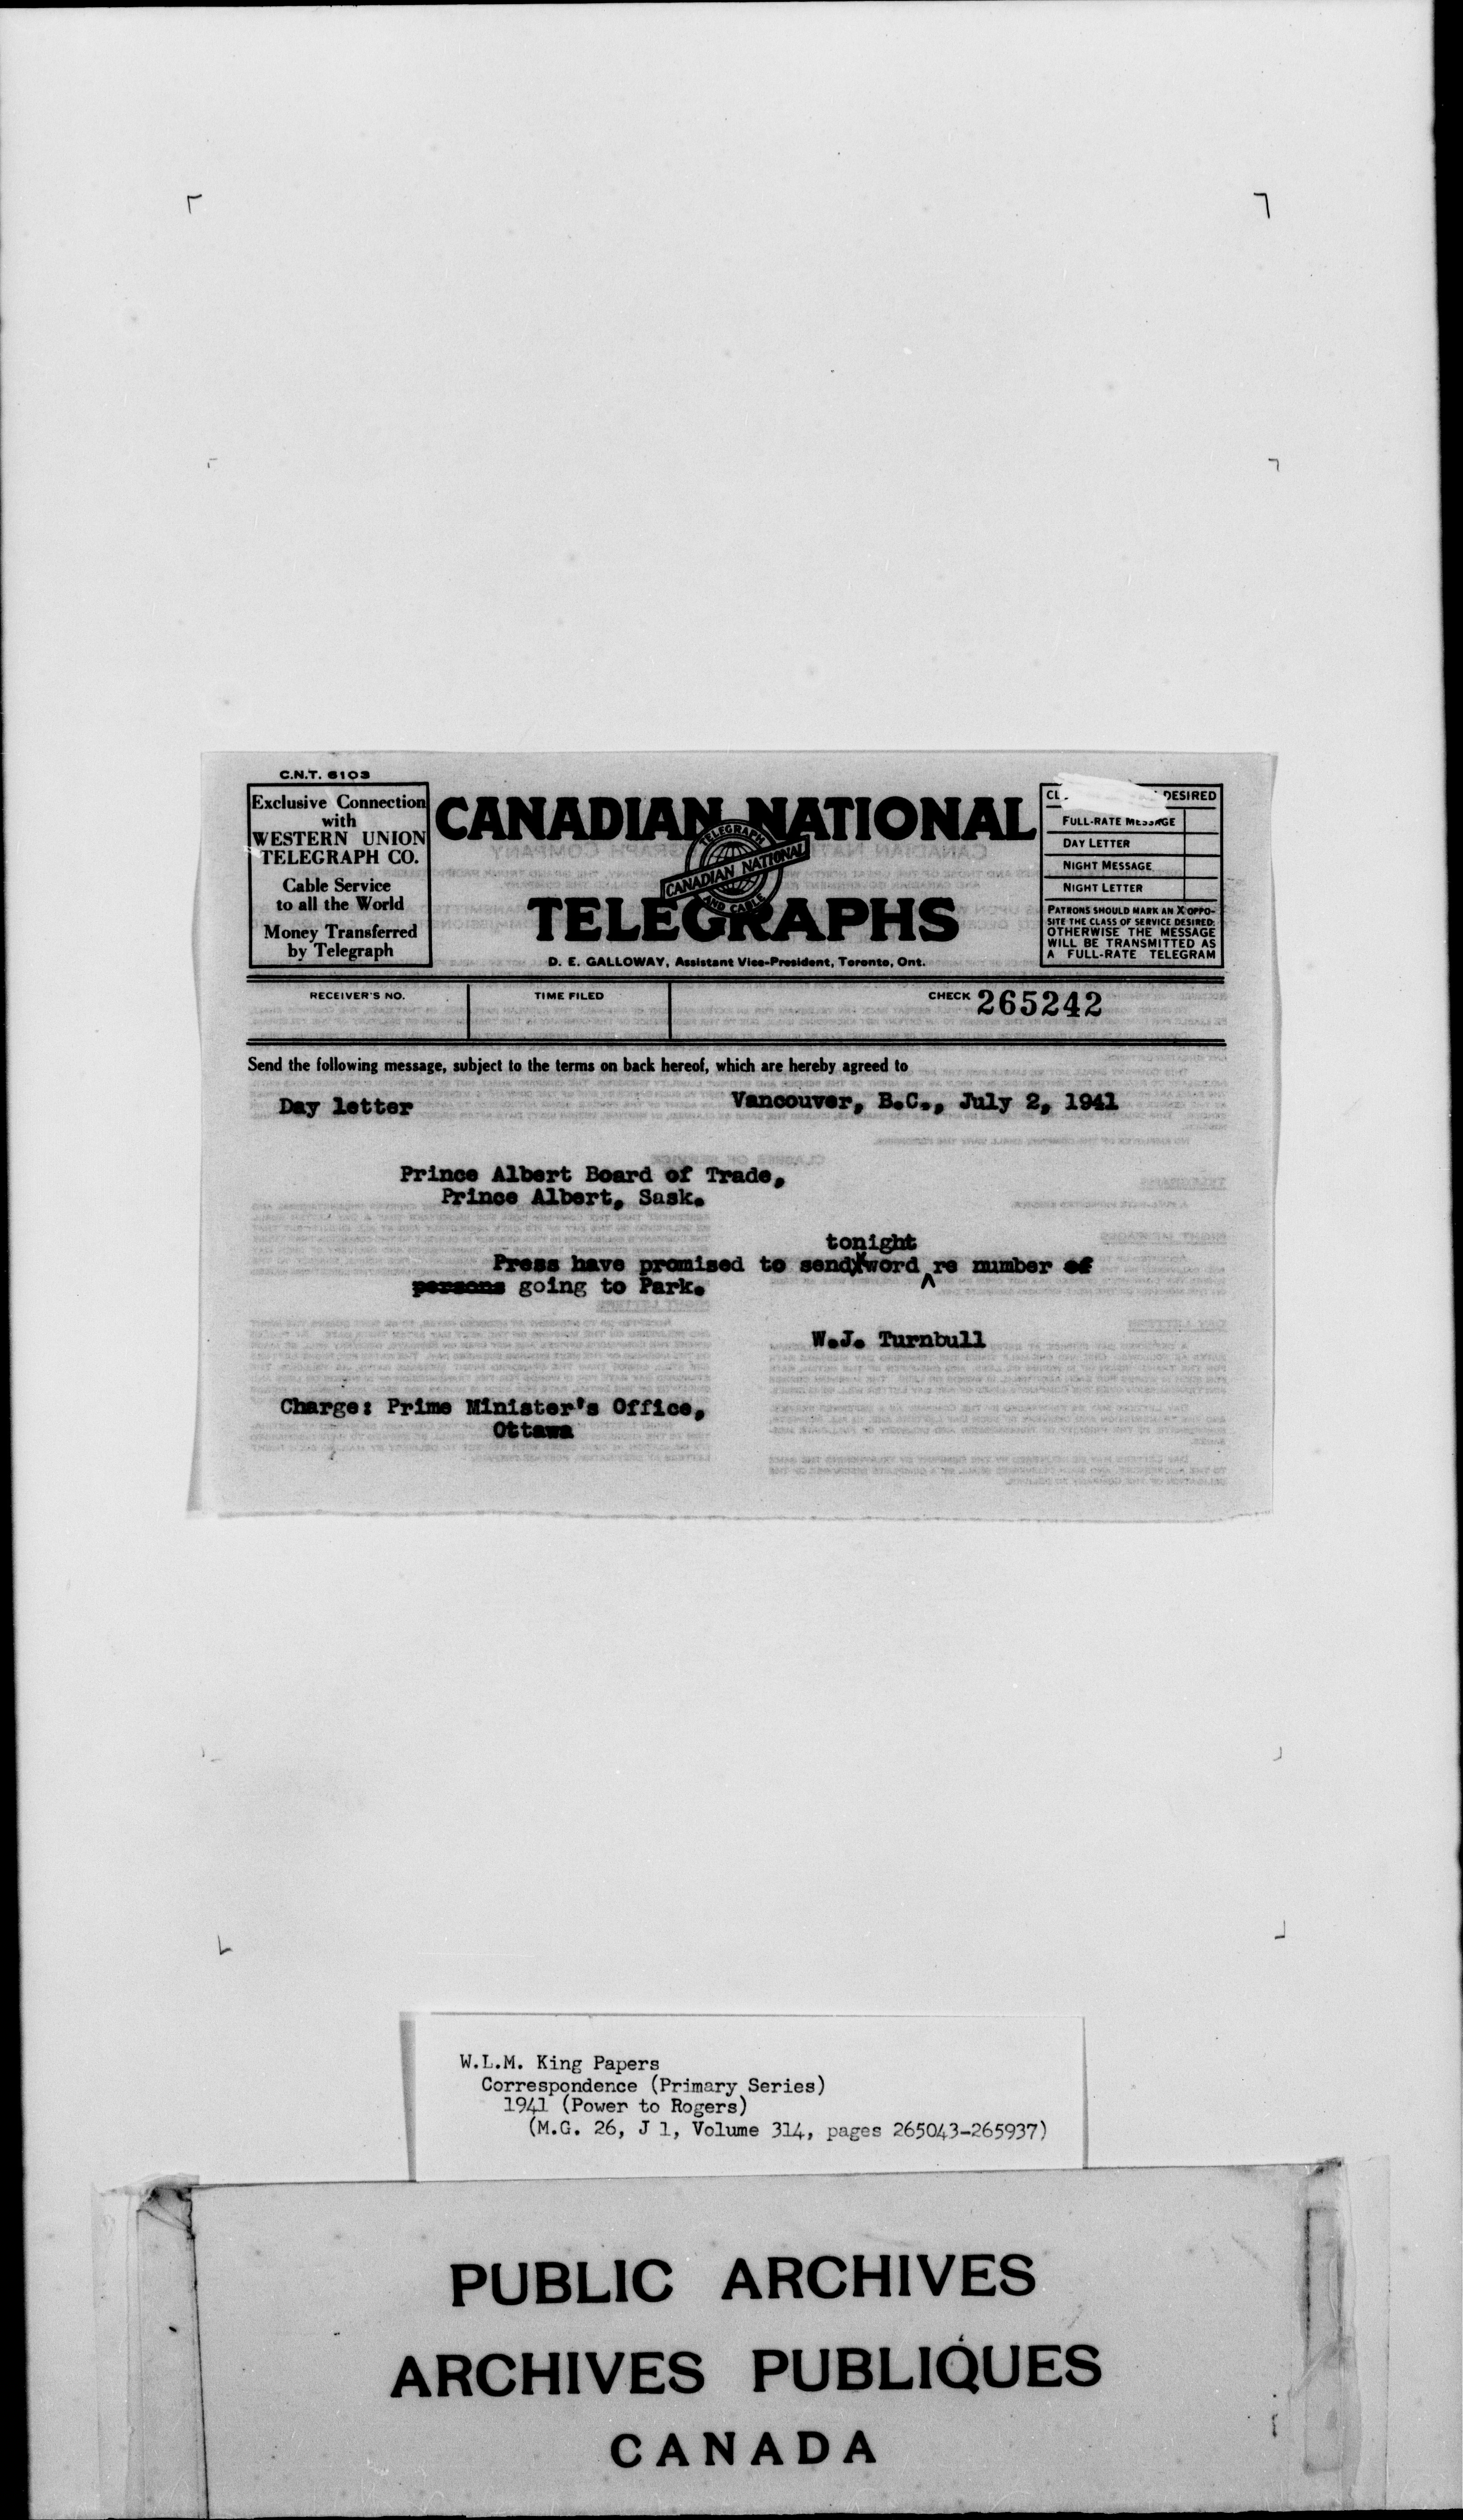 C.N.T. 6103
Exclusive Connection
with
WESTERN UNION
TELEGRAPH CO.
Cable Service
to all the World
Money Transferred
by Telegraph
CANADIAN NATIONAL
TELEGRAPH
CANADIAN NATIONAL
AND CABLE
TELEGRAPHS
D. E. GALLOWAY, Assistant Vice-President, Toronto, Ont.
DESIRED
FULL-RATE MESSAGE
DAY LETTER
NIGHT MESSAGE
NIGHT LETTER
PATRONS SHOULD MARK AN X OPPO-
SITE THE CLASS OF SERVICE DESIRED:
OTHERWISE THE MESSAGE
WILL BE TRANSMITTED AS
A FULL-RATE TELEGRAM
RECEIVER'S NO.
TIME FILED
CHECK 265242
Send the following message, subject to the terms on back hereof, which are hereby agreed to
Day letter
Vancouver, B.C., July 2, 1941
Prince Albert Board of Trade,
Prince Albert, Sask.
tonight
Press have promised to send word ^ re number of
persons going to Park.
W.J. Turnbull
Charge: Prime Minister's Office,
Ottawa
W.L.M. King Papers
Correspondence (Primary Series)
1941 (Power to Rogers)
(M.G. 26, J 1, Volume 314, pages 265043-265937)
PUBLIC ARCHIVES
ARCHIVES PUBLIQUES
CANADA